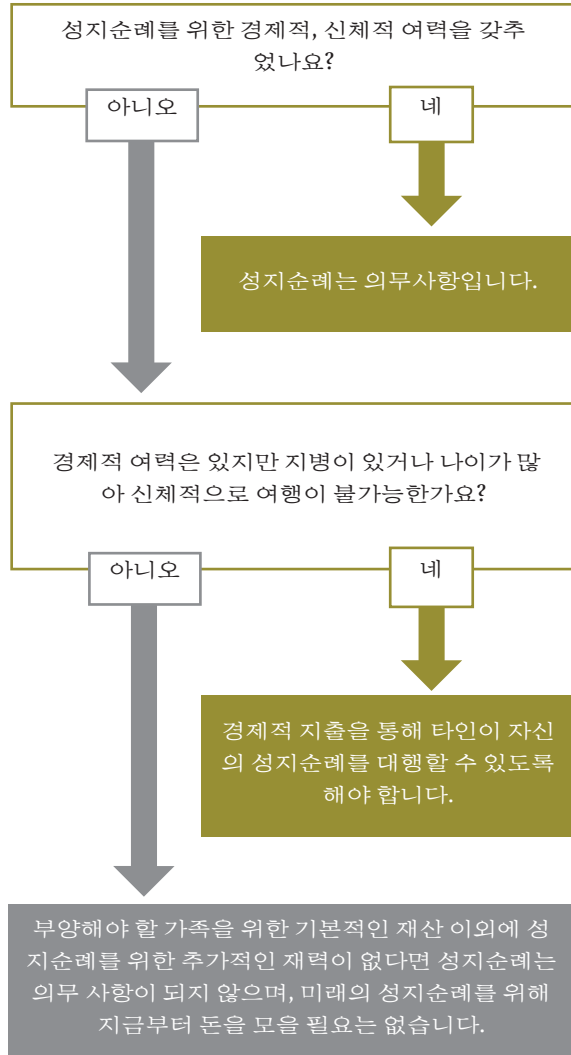 성지순례를 위한 경제적, 신체적 여력을 갖추
었나요?
아니오
네
성지순례는 의무사항입니다.
경제적 여력은 있지만 지병이 있거나 나이가 많
아 신체적으로 여행이 불가능한가요?
아니오
네
경제적 지출을 통해 타인이 자신
의 성지순례를 대행할 수 있도록
해야 합니다.
부양해야 할 가족을 위한 기본적인 재산 이외에 성
지순례를 위한 추가적인 재력이 없다면 성지순례는
의무 사항이 되지 않으며, 미래의 성지순례를 위해
지금부터 돈을 모을 필요는 없습니다.